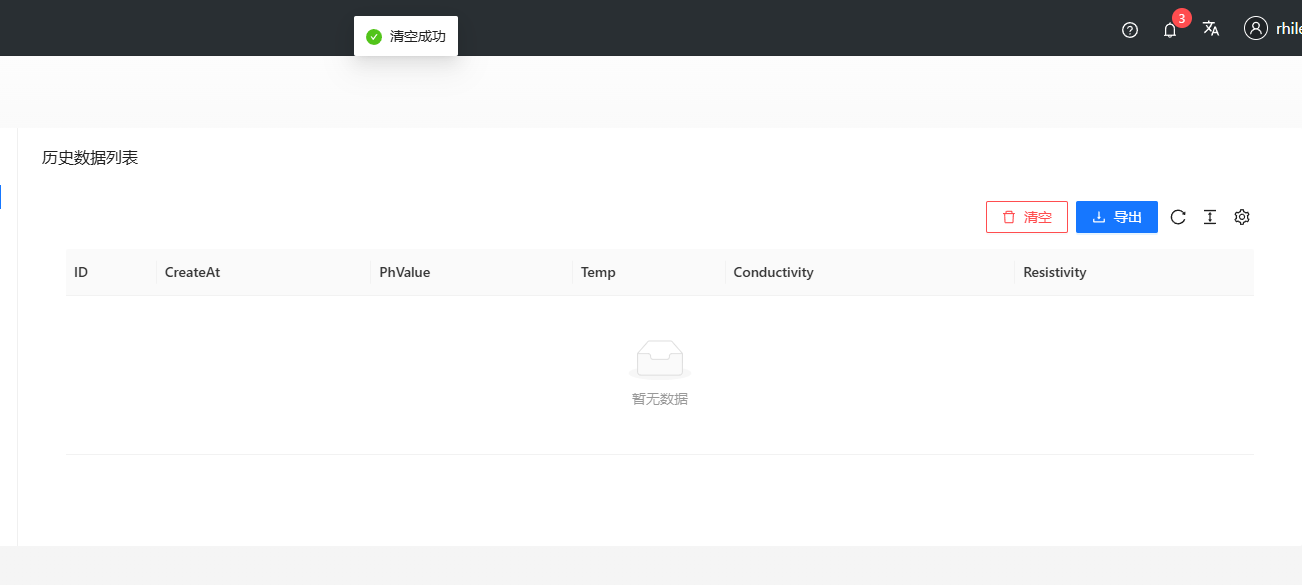 清空成功
3
rhile
历史数据列表
清空
导出
ID CreateAt PhValue Temp Conductivity Resistivity
暂无数据